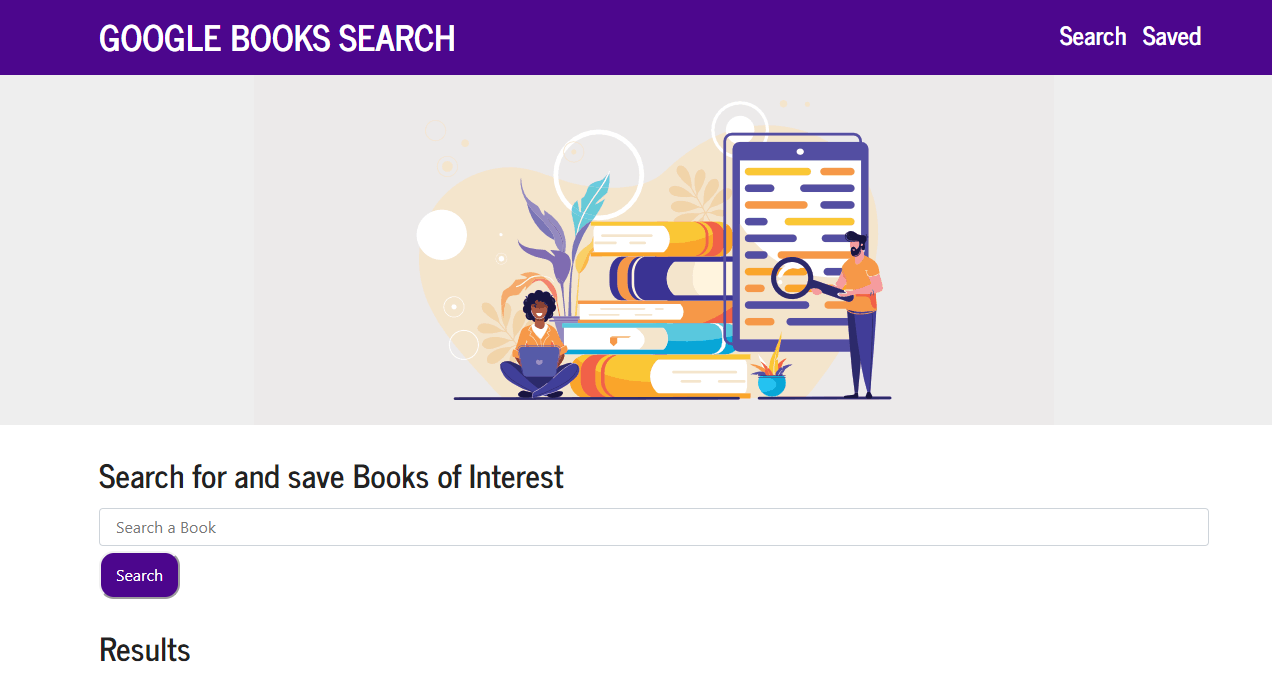 GOOGLE BOOKS SEARCH
Search Saved
Search for and save Books of Interest
Search a Book
Search
Results